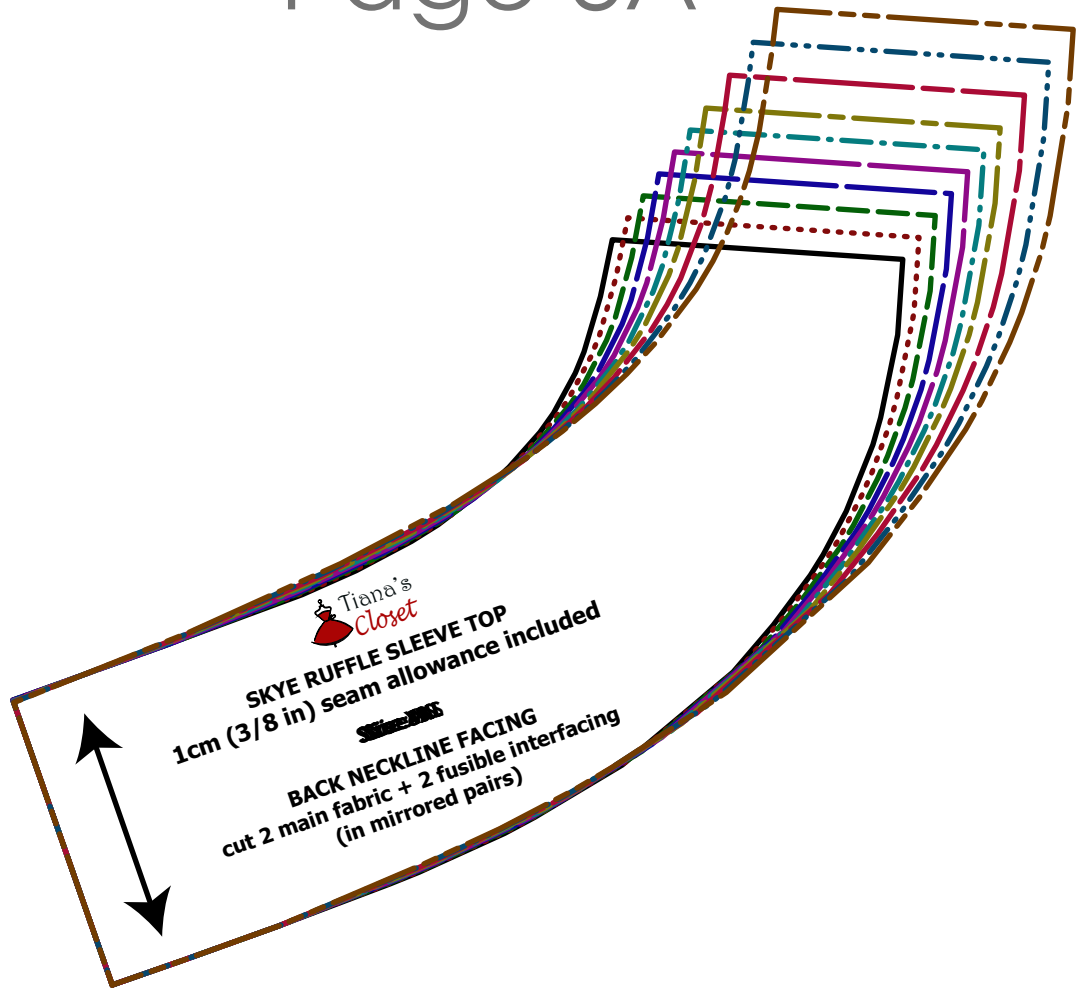 Tiana's
Closet
SKYE RUFFLE SLEEVE TOP
1cm (3/8 in) seam allowance included
BACK NECKLINE FACING
cut 2 main fabric + 2 fusible interfacing
(in mirrored pairs)